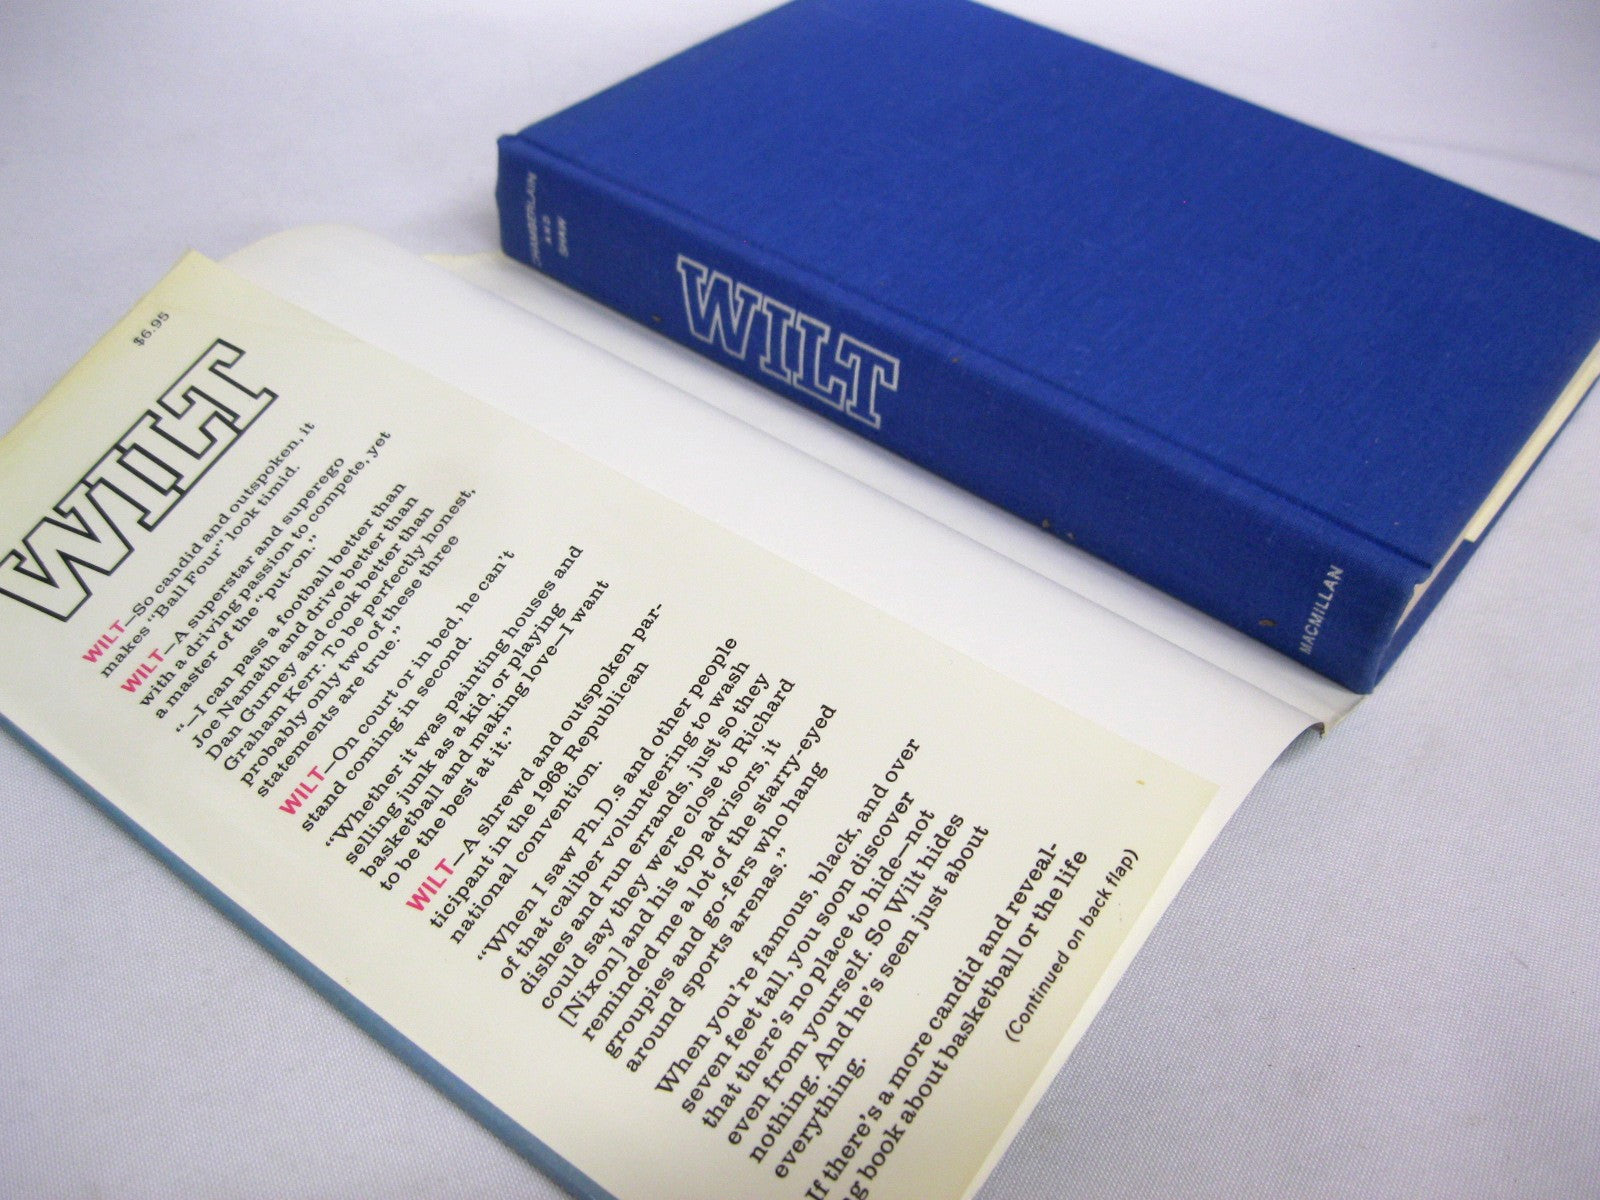 $6.95
WILT
WILT—So candid and outspoken, it
makes "Ball Four" look timid.
WILT—A superstar and superego
with a driving passion to compete, yet
a master of the "put-on."
"—I can pass a football better than
Joe Namath and drive better than
Dan Gurney and cook better than
Graham Kerr. To be perfectly honest,
probably only two of these three
statements are true."
WILT—On court or in bed, he can't
stand coming in second.
"Whether it was painting houses and
selling junk as a kid, or playing
basketball and making love—I want
to be the best at it."
WILT—A shrewd and outspoken par-
ticipant in the 1968 Republican
national convention.
"When I saw Ph.D.s and other people
of that caliber volunteering to wash
dishes and run errands, just so they
could say they were close to Richard
[Nixon] and his top advisors, it
reminded me a lot of the starry-eyed
groupies and go-fers who hang
around sports arenas."
When you're famous, black, and over
seven feet tall, you soon discover
that there's no place to hide—not
even from yourself. So Wilt hides
nothing. And he's seen just about
everything.
If there's a more candid and reveal-
ng book about basketball or the life
(Continued on back flap)
CHAMBERLAIN
AND
SHAW
WILT
MACMILLAN